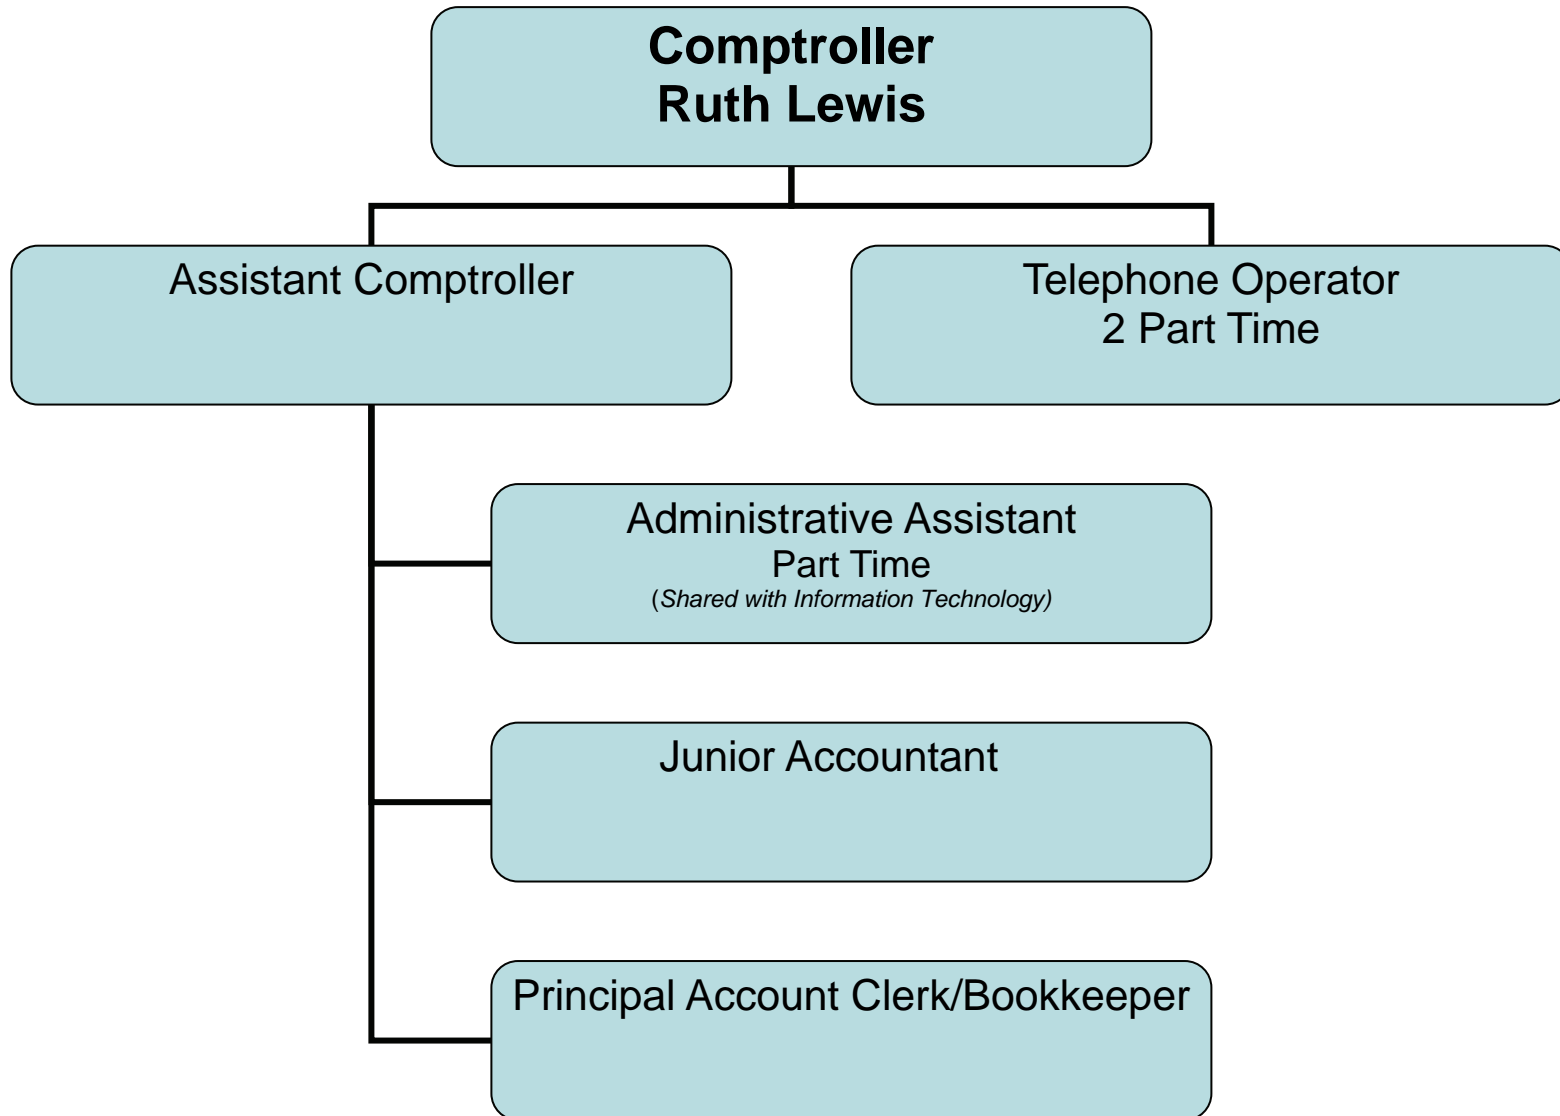 Comptroller
Ruth Lewis
Assistant Comptroller
Telephone Operator
2 Part Time
Administrative Assistant
Part Time
(Shared with Information Technology)
Junior Accountant
Principal Account Clerk/Bookkeeper